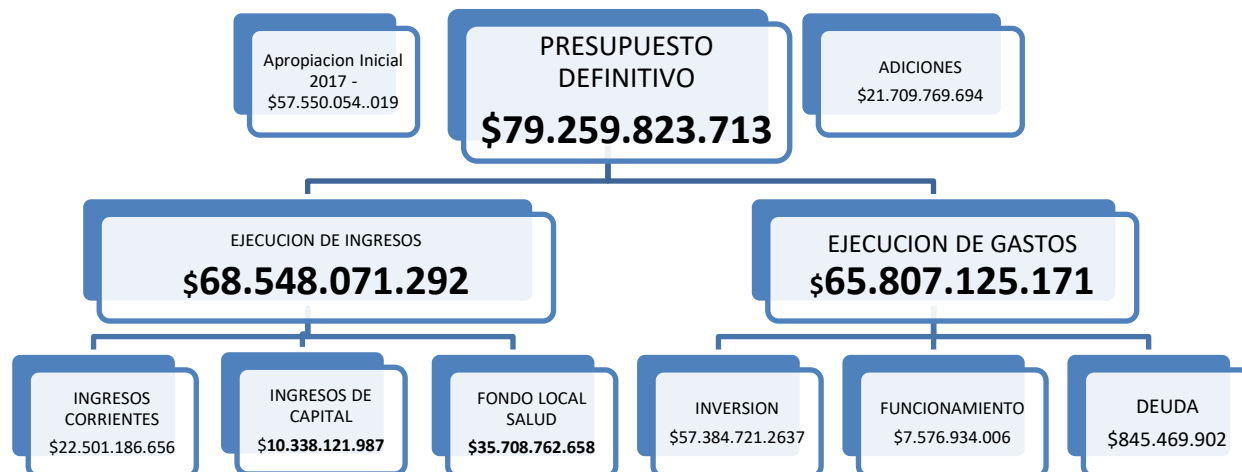 Apropiacion Inicial
2017 -
$57.550.054..019
PRESUPUESTO
DEFINITIVO
$79.259.823.713
ADICIONES
$21.709.769.694
EJECUCION DE INGRESOS
$68.548.071.292
EJECUCION DE GASTOS
$65.807.125.171
INGRESOS
CORRIENTES
$22.501.186.656
INGRESOS DE
CAPITAL
$10.338.121.987
FONDO LOCAL
SALUD
$35.708.762.658
INVERSION
$57.384.721.2637
FUNCIONAMIENTO
$7.576.934.006
DEUDA
$845.469.902